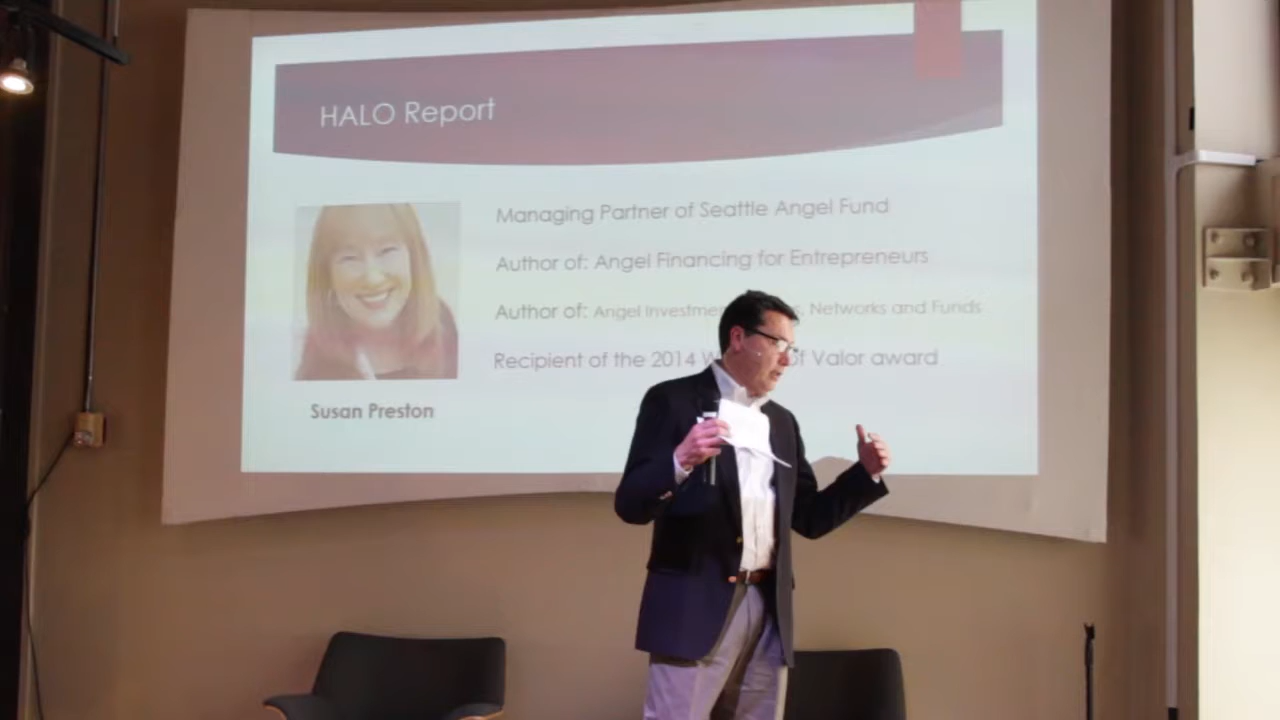 HALO Report
Managing Partner of Seattle Angel Fund
Author of: Angel Financing for Entrepreneurs
Author of: Angel Networks and Funds
Recipient of the 2014 of Valor award
Susan Preston